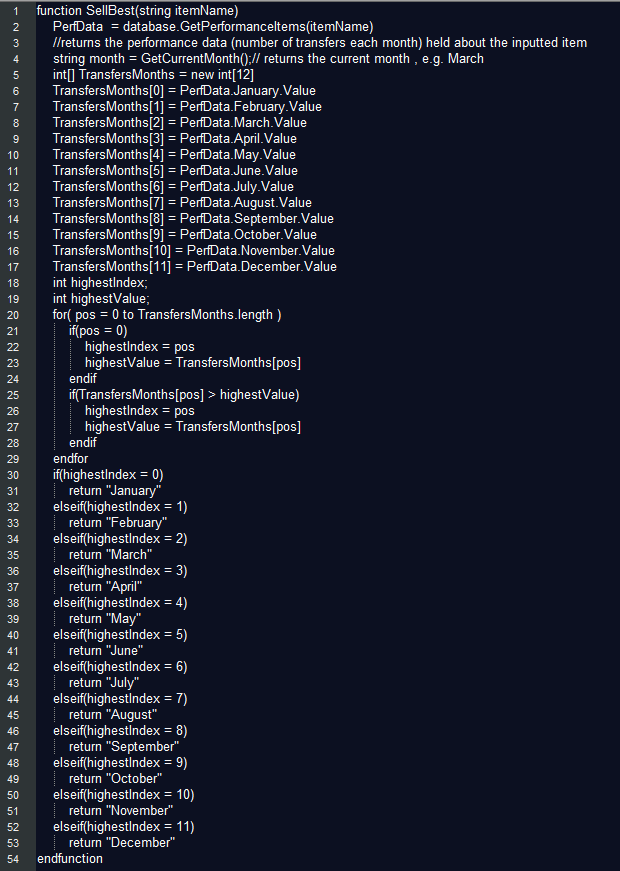 1 function SellBest(string itemName)
2 PerfData = database.GetPerformanceItems(itemName)
3 //returns the performance data (number of transfers each month) held about the inputted item
4 string month = GetCurrentMonth();// returns the current month , e.g. March
5 int[] TransfersMonths = new int[12]
6 TransfersMonths[0] = PerfData.January.Value
7 TransfersMonths[1] = PerfData.February.Value
8 TransfersMonths[2] = PerfData.March.Value
9 TransfersMonths[3] = PerfData.April.Value
10 TransfersMonths[4] = PerfData.May.Value
11 TransfersMonths[5] = PerfData.June.Value
12 TransfersMonths[6] = PerfData.July.Value
13 TransfersMonths[7] = PerfData.August.Value
14 TransfersMonths[8] = PerfData.September.Value
15 TransfersMonths[9] = PerfData.October.Value
16 TransfersMonths[10] = PerfData.November.Value
17 TransfersMonths[11] = PerfData.December.Value
18 int highestIndex;
19 int highestValue;
20 for( pos = 0 to TransfersMonths.length )
21 if(pos = 0)
22 highestIndex = pos
23 highestValue = TransfersMonths[pos]
24 endif
25 if(TransfersMonths[pos] > highestValue)
26 highestIndex = pos
27 highestValue = TransfersMonths[pos]
28 endif
29 endfor
30 if(highestIndex = 0)
31 return "January"
32 elseif(highestIndex = 1)
33 return "February"
34 elseif(highestIndex = 2)
35 return "March"
36 elseif(highestIndex = 3)
37 return "April"
38 elseif(highestIndex = 4)
39 return "May"
40 elseif(highestIndex = 5)
41 return "June"
42 elseif(highestIndex = 6)
43 return "July"
44 elseif(highestIndex = 7)
45 return "August"
46 elseif(highestIndex = 8)
47 return "September"
48 elseif(highestIndex = 9)
49 return "October"
50 elseif(highestIndex = 10)
51 return "November"
52 elseif(highestIndex = 11)
53 return "December"
54 endfunction